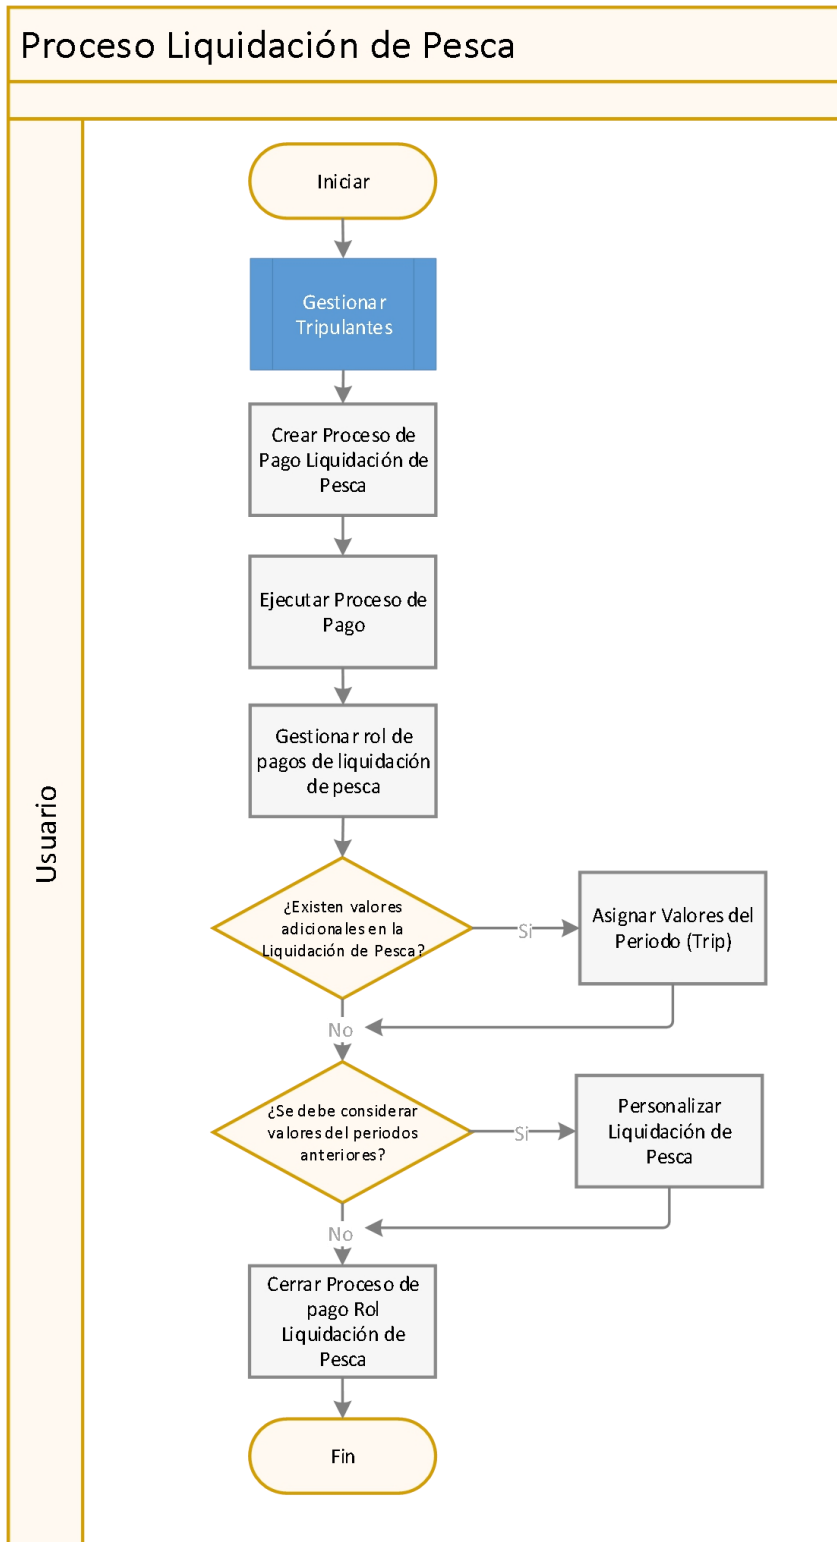 Proceso Liquidación de Pesca
Usuario
Iniciar
Gestionar
Tripulantes
Crear Proceso de
Pago Liquidación de
Pesca
Ejecutar Proceso de
Pago
Gestionar rol de
pagos de liquidación
de pesca
¿Existen valores
adicionales en la
Liquidación de Pesca?
Si
Asignar Valores del
Periodo (Trip)
No
¿Se debe considerar
valores del periodos
anteriores?
Si
Personalizar
Liquidación de
Pesca
No
Cerrar Proceso de
pago Rol
Liquidación de
Pesca
Fin